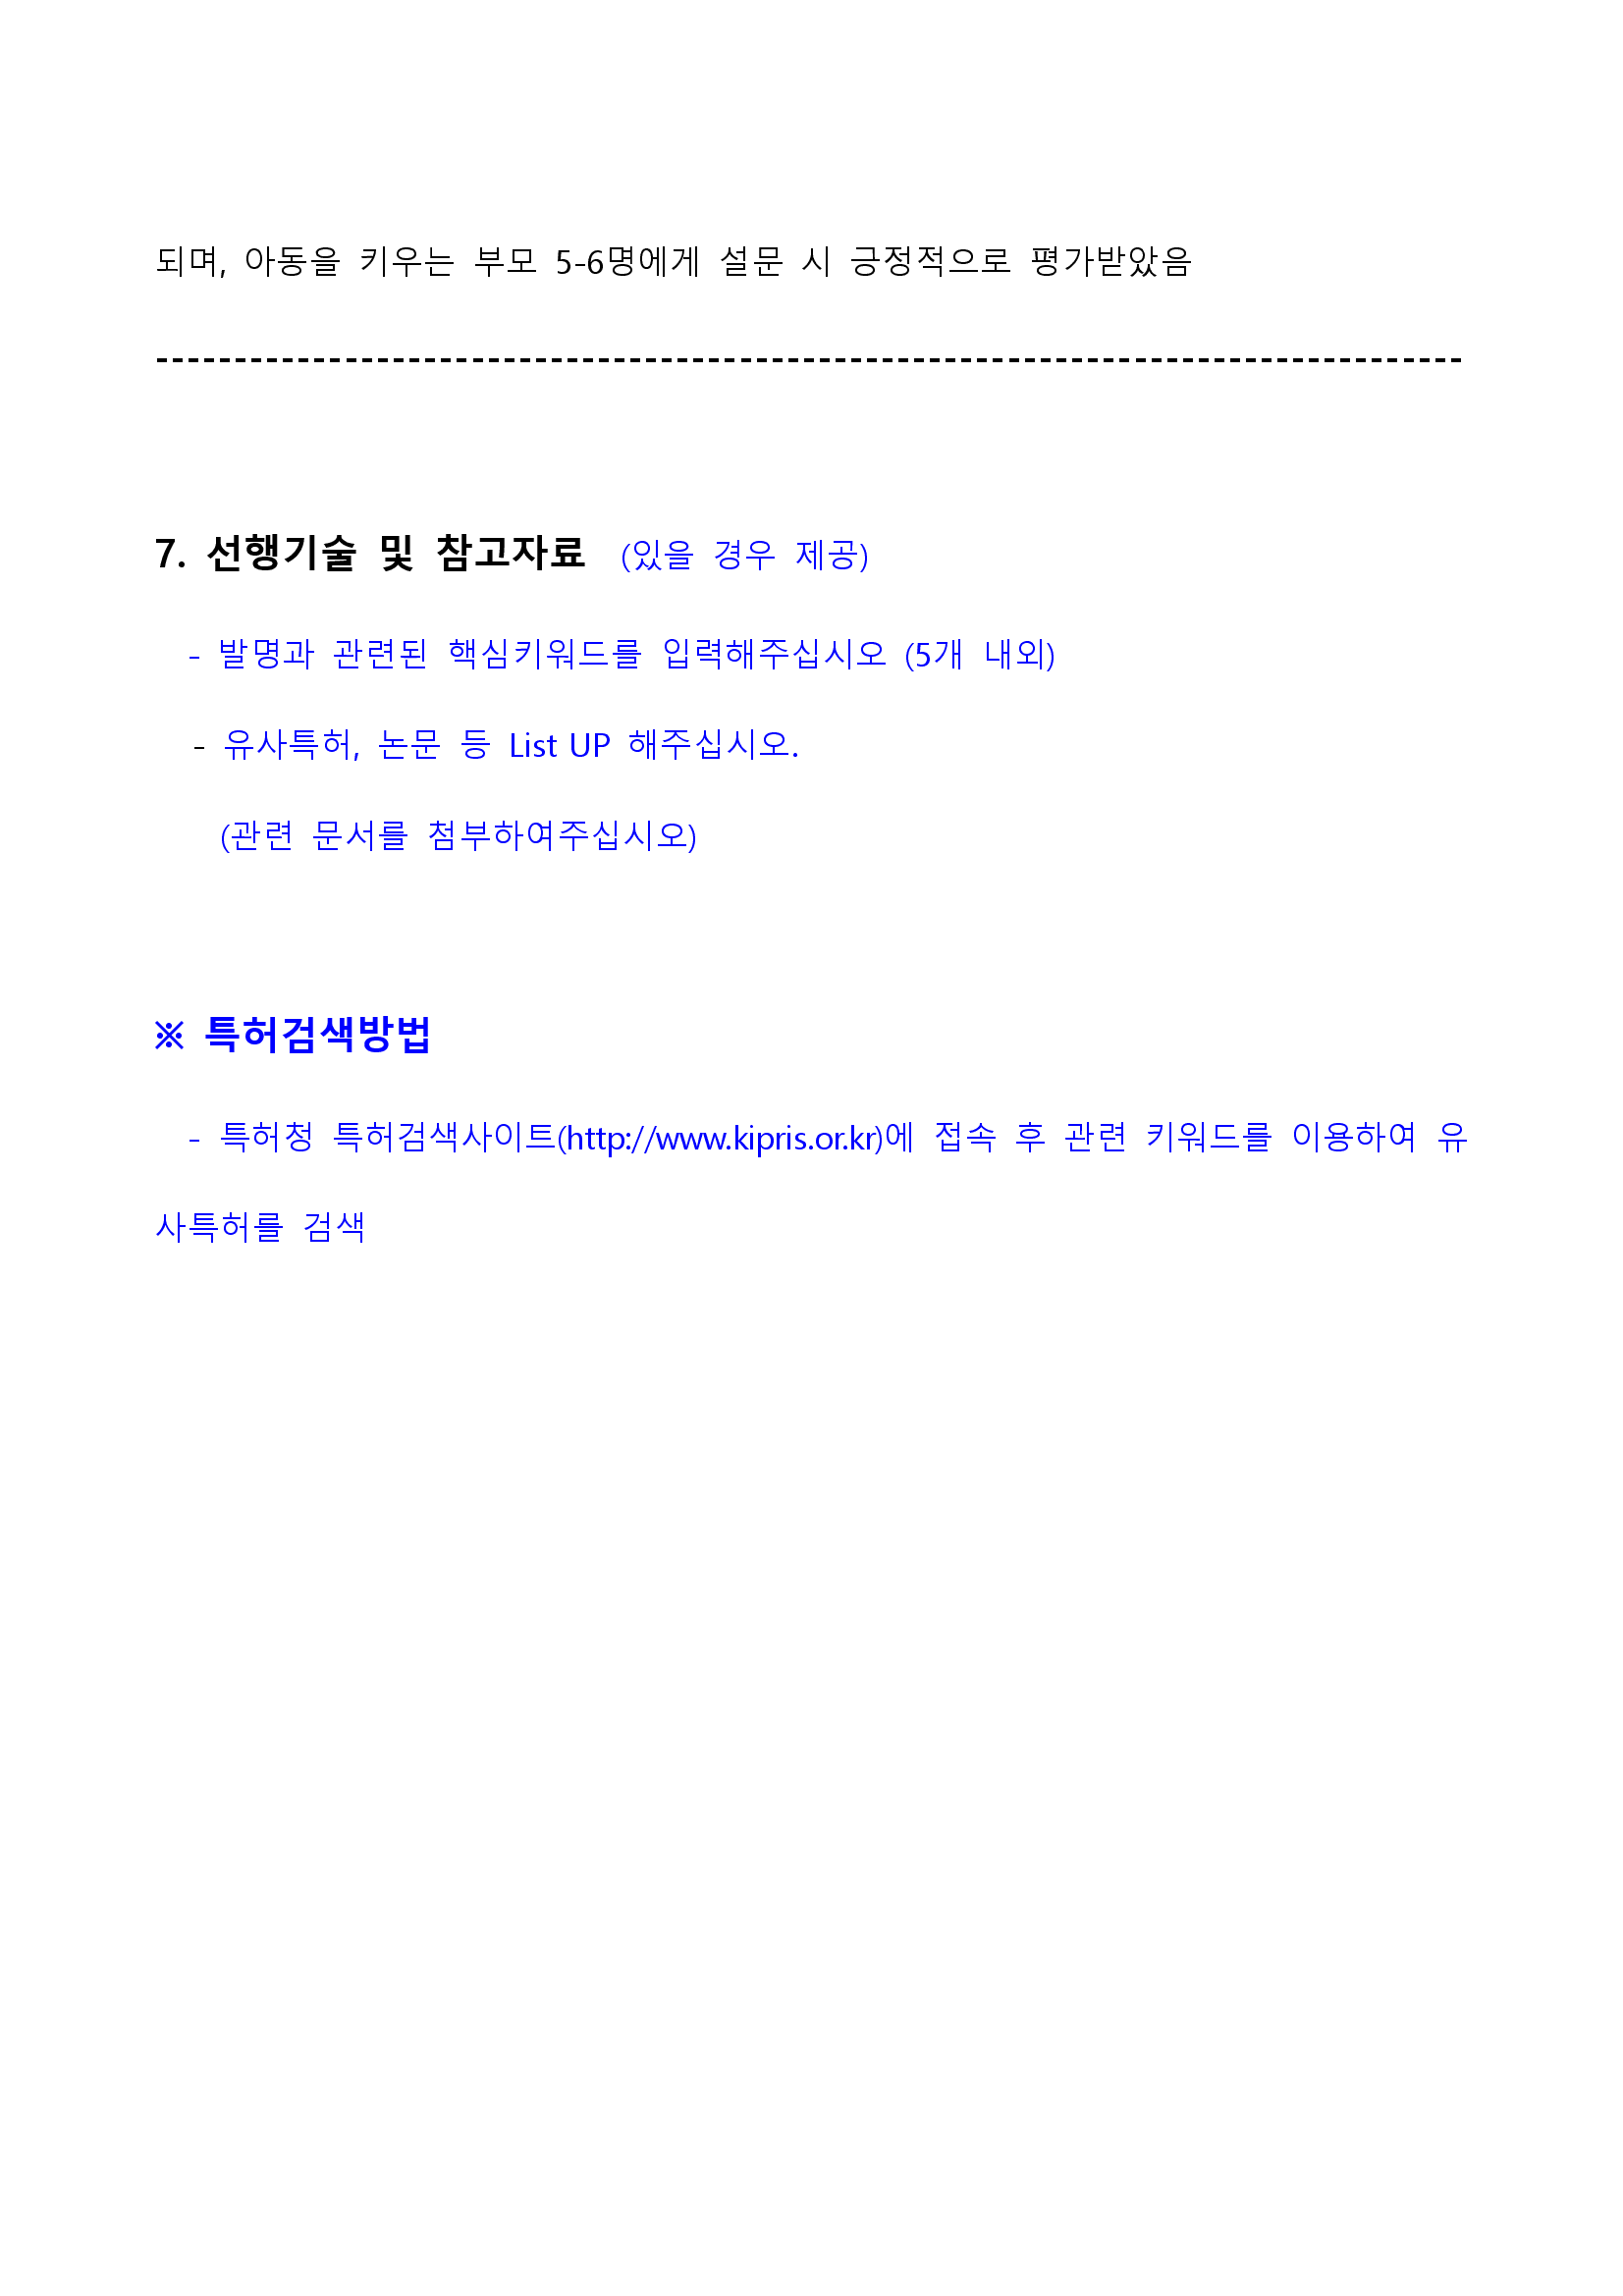 되며, 아동을 키우는 부모 5-6명에게 설문 시 긍정적으로 평가받았음
--------------------------------------------------------------------------------
7. 선행기술 및 참고자료 (있을 경우 제공)
- 발명과 관련된 핵심키워드를 입력해주십시오 (5개 내외)
- 유사특허, 논문 등 List UP 해주십시오.
(관련 문서를 첨부하여주십시오)
※ 특허검색방법
- 특허청 특허검색사이트(http://www.kipris.or.kr)에 접속 후 관련 키워드를 이용하여 유
사특허를 검색